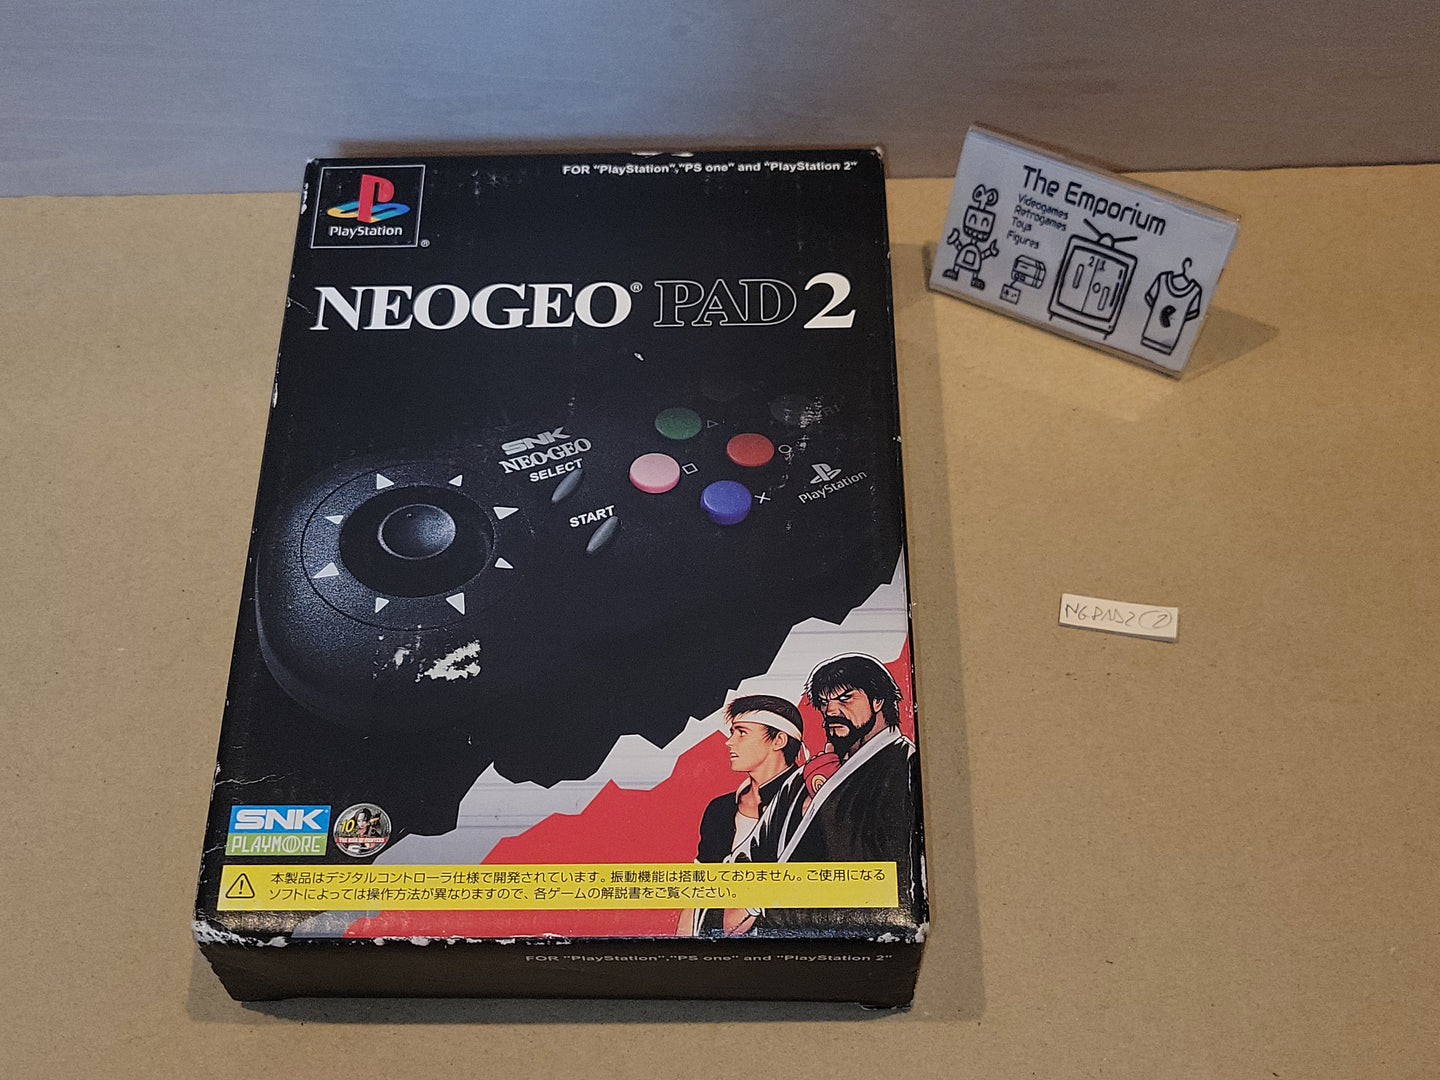 FOR "PlayStation","PS one" and "PlayStation 2"
PlayStation
®
NEOGEO® PAD 2
SNK
NEO·GEO
SELECT
START
R1
PlayStation
SNK
PLAYMORE
10
本製品はデジタルコントローラ仕様で開発されています。振動機能は搭載しておりません。ご使用になる
ソフトによっては操作方法が異なりますので、各ゲームの解説書をご覧ください。
FOR "PlayStation","PS one" and "PlayStation 2"
The Emporium
Videogames
Retrogames
Toys
Figures
NGPAD2 2